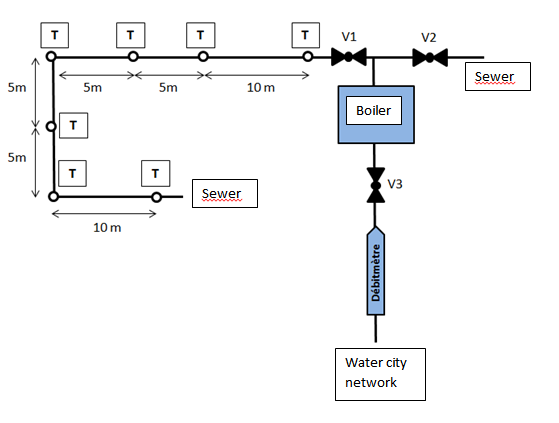 T T T T V1 V2
5m 5m 5m 10 m
Sewer
Boiler
T
5m
T T V3
Sewer
10 m
Débitmètre
Water city
network